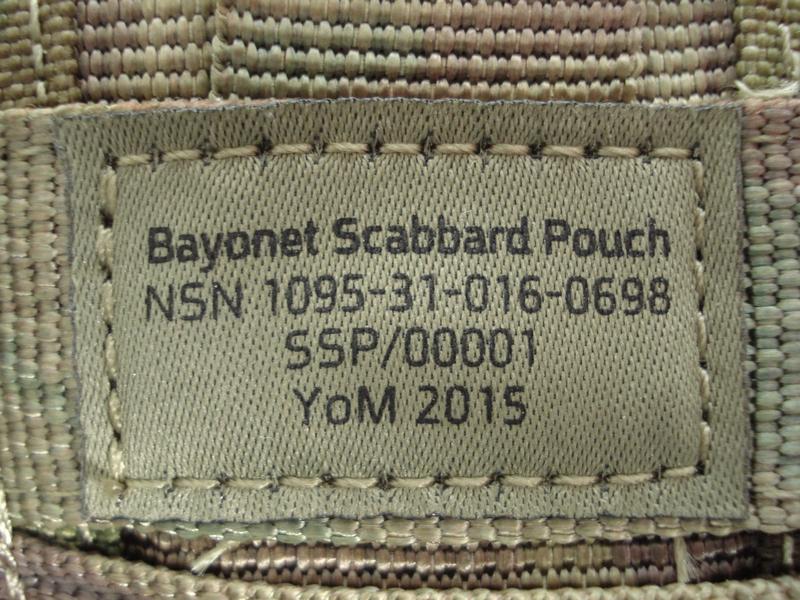 Bayonet Scabbard Pouch
NSN 1095-31-016-0698
SSP/00001
YoM 2015